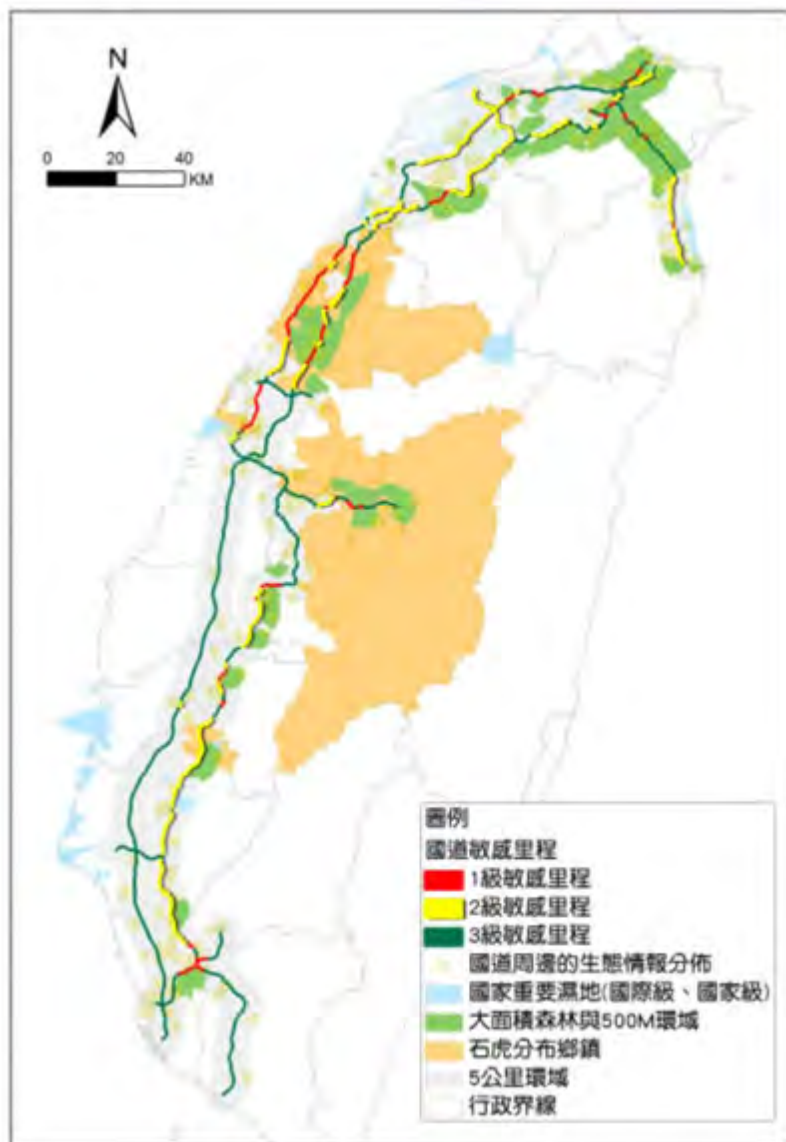 N
0 20 40
KM
圖例
國道敏感里程
1級敏感里程
2級敏感里程
3級敏感里程
國道周邊的生態情報分佈
國家重要濕地(國際級、國家級)
大面積森林與500M環域
石虎分布鄉鎮
5公里環域
行政界線